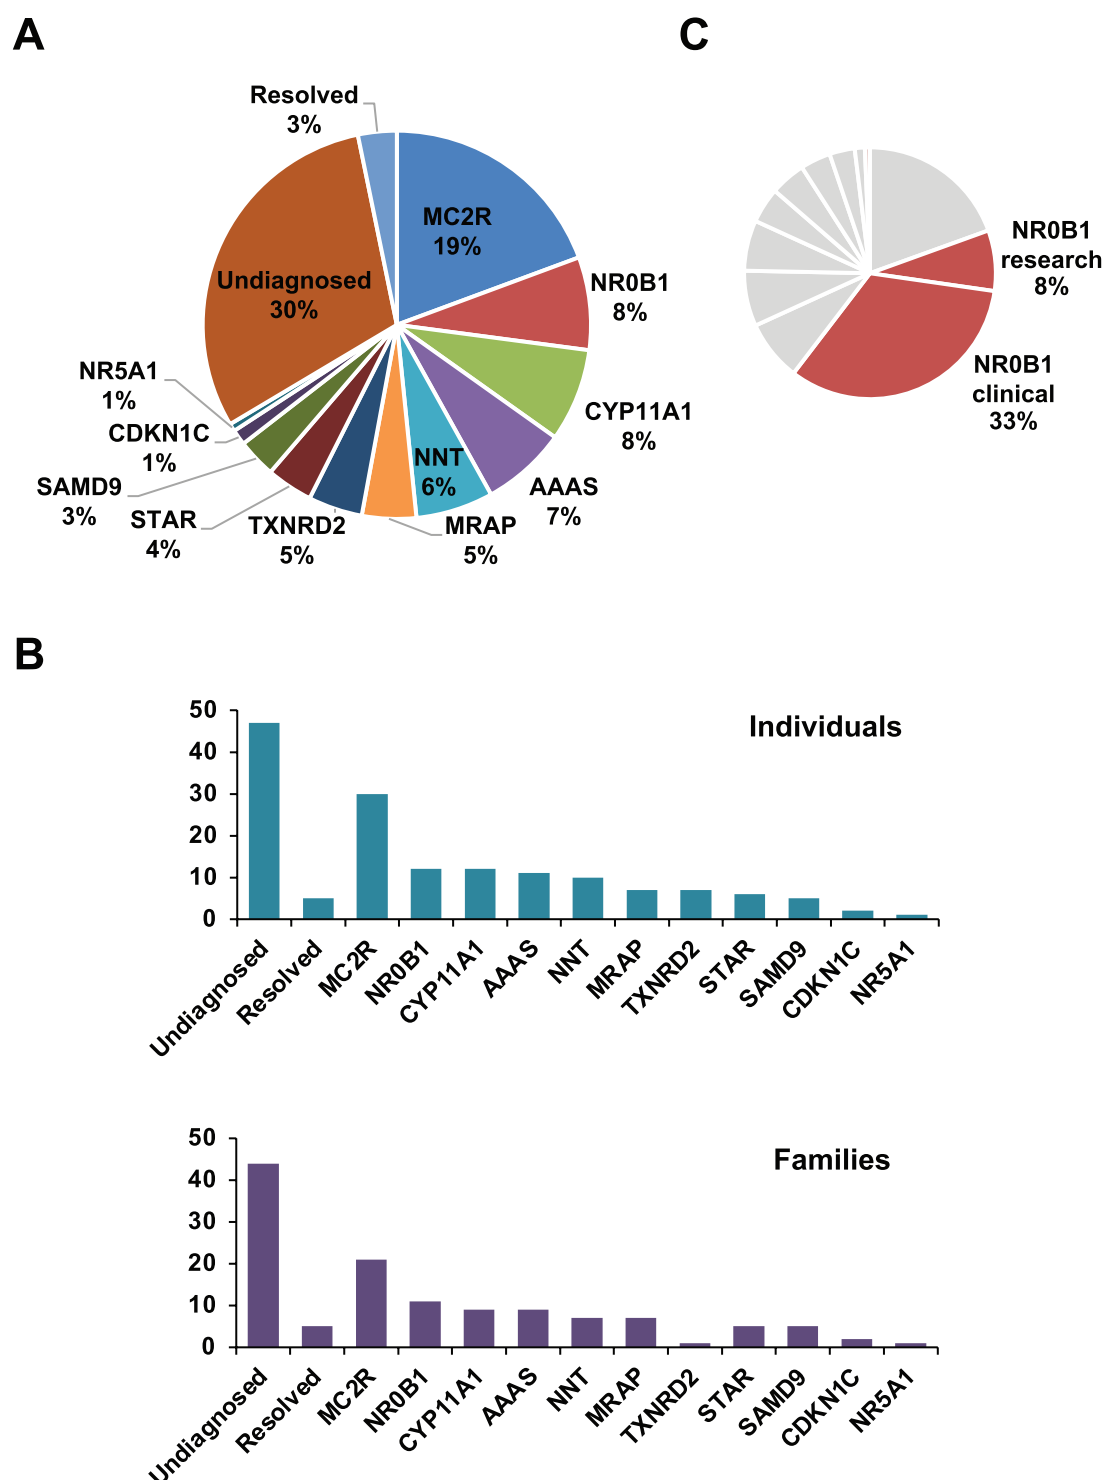 A
C
Resolved
3%
MC2R
19%
NR0B1
8%
Undiagnosed
30%
NR5A1
1%
CDKN1C
1%
SAMD9
3%
STAR
4%
TXNRD2
5%
MRAP
5%
NNT
6%
AAAS
7%
CYP11A1
8%
NR0B1
research
8%
NR0B1
clinical
33%
B
Individuals
50
40
30
20
10
0
Undiagnosed
Resolved
MC2R
NR0B1
CYP11A1
AAAS
NNT
MRAP
TXNRD2
STAR
SAMD9
CDKN1C
NR5A1
Families
50
40
30
20
10
0
Undiagnosed
Resolved
MC2R
NR0B1
CYP11A1
AAAS
NNT
MRAP
TXNRD2
STAR
SAMD9
CDKN1C
NR5A1